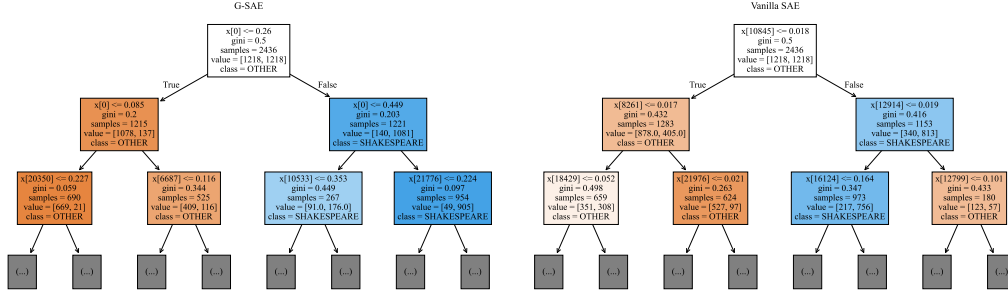 G-SAE
x[0] <= 0.26
gini = 0.5
samples = 2436
value = [1218, 1218]
class = OTHER
True
False
x[0] <= 0.085
gini = 0.2
samples = 1215
value = [1078, 137]
class = OTHER
x[0] <= 0.449
gini = 0.203
samples = 1221
value = [140, 1081]
class = SHAKESPEARE
x[20350] <= 0.227
gini = 0.059
samples = 690
value = [669, 21]
class = OTHER
x[6687] <= 0.116
gini = 0.344
samples = 525
value = [409, 116]
class = OTHER
x[10533] <= 0.353
gini = 0.449
samples = 267
value = [91.0, 176.0]
class = SHAKESPEARE
x[21776] <= 0.224
gini = 0.097
samples = 954
value = [49, 905]
class = SHAKESPEARE
(...)
(...)
(...)
(...)
(...)
(...)
(...)
(...)
Vanilla SAE
x[10845] <= 0.018
gini = 0.5
samples = 2436
value = [1218, 1218]
class = OTHER
True
False
x[8261] <= 0.017
gini = 0.432
samples = 1283
value = [878.0, 405.0]
class = OTHER
x[12914] <= 0.019
gini = 0.416
samples = 1153
value = [340, 813]
class = SHAKESPEARE
x[18429] <= 0.052
gini = 0.498
samples = 659
value = [351, 308]
class = OTHER
x[21976] <= 0.021
gini = 0.263
samples = 624
value = [527, 97]
class = OTHER
x[16124] <= 0.164
gini = 0.347
samples = 973
value = [217, 756]
class = SHAKESPEARE
x[12799] <= 0.101
gini = 0.433
samples = 180
value = [123, 57]
class = OTHER
(...)
(...)
(...)
(...)
(...)
(...)
(...)
(...)